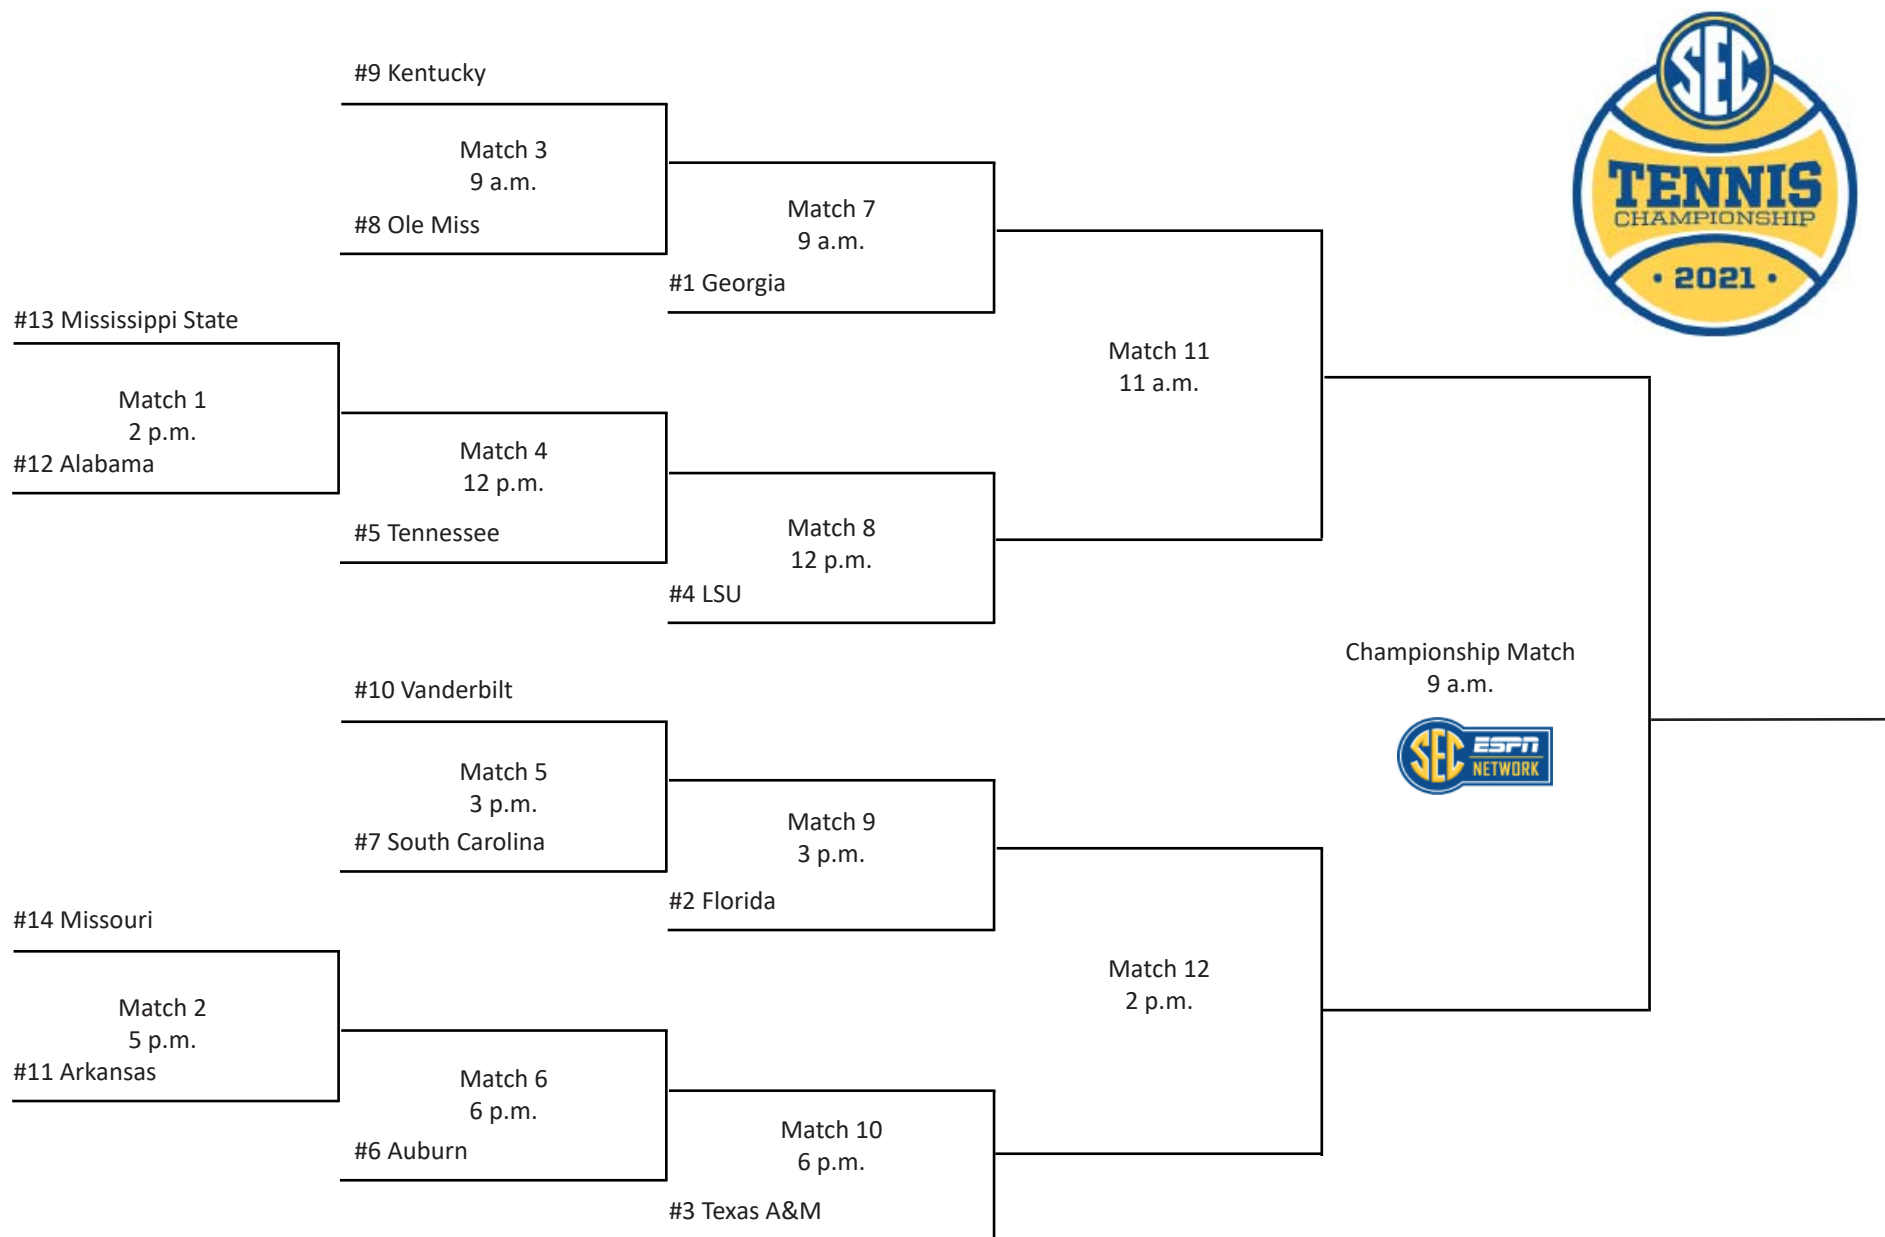 SEC
TENNIS
CHAMPIONSHIP
• 2021 •
#9 Kentucky
Match 3
9 a.m.
#8 Ole Miss
Match 7
9 a.m.
#1 Georgia
#13 Mississippi State
Match 1
2 p.m.
#12 Alabama
Match 4
12 p.m.
#5 Tennessee
Match 8
12 p.m.
#4 LSU
Match 11
11 a.m.
Championship Match
9 a.m.
SEC ESPN
NETWORK
#10 Vanderbilt
Match 5
3 p.m.
#7 South Carolina
Match 9
3 p.m.
#2 Florida
#14 Missouri
Match 2
5 p.m.
#11 Arkansas
Match 6
6 p.m.
#6 Auburn
Match 10
6 p.m.
#3 Texas A&M
Match 12
2 p.m.